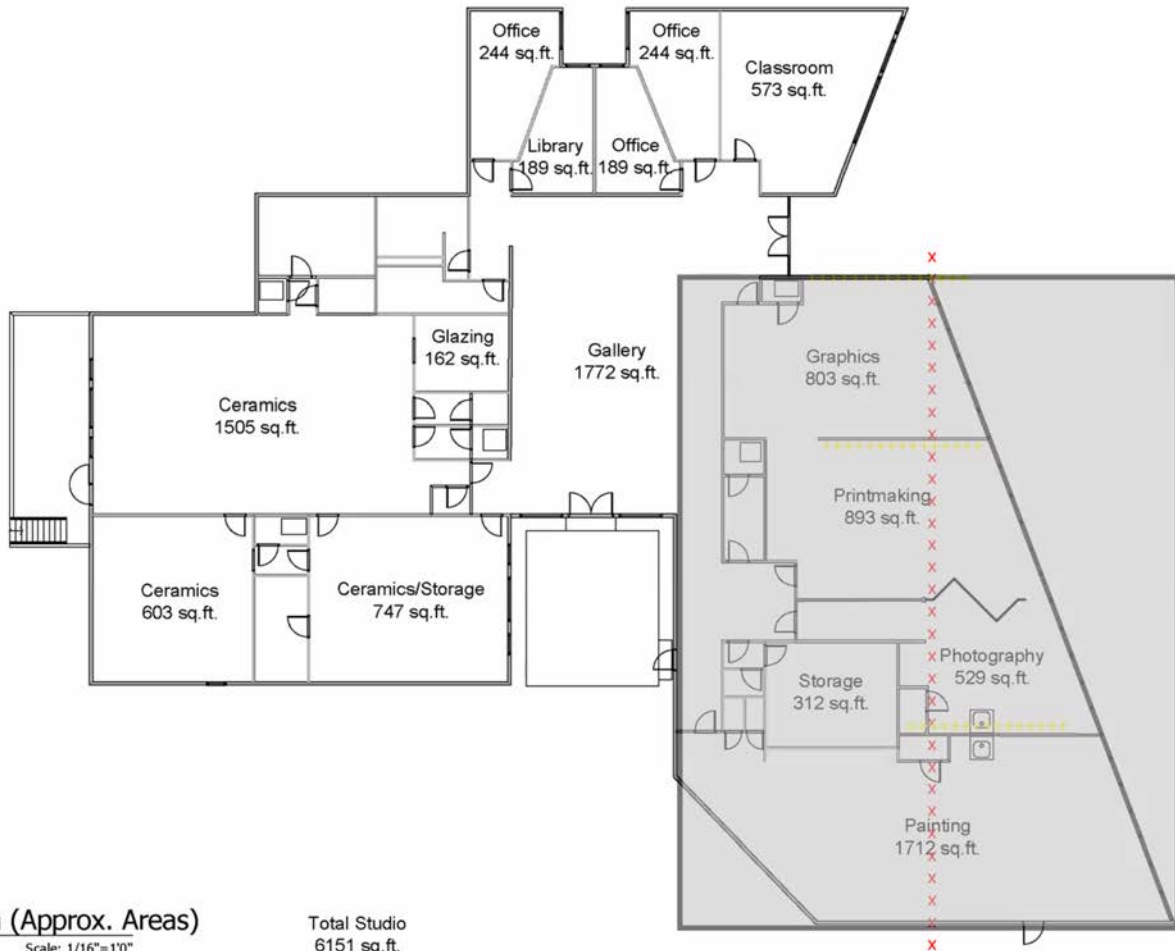 Office
244 sq.ft.
Office
244 sq.ft.
Classroom
573 sq.ft.
Library
189 sq.ft.
Office
189 sq.ft.
Glazing
162 sq.ft.
Gallery
1772 sq.ft.
Graphics
803 sq.ft.
Ceramics
1505 sq.ft.
Printmaking
893 sq.ft.
Ceramics
603 sq.ft.
Ceramics/Storage
747 sq.ft.
Photography
529 sq.ft.
Storage
312 sq.ft.
Painting
1712 sq.ft.
(Approx. Areas)
Scale: 1/16"=1'0"
Total Studio
6151 sq.ft.